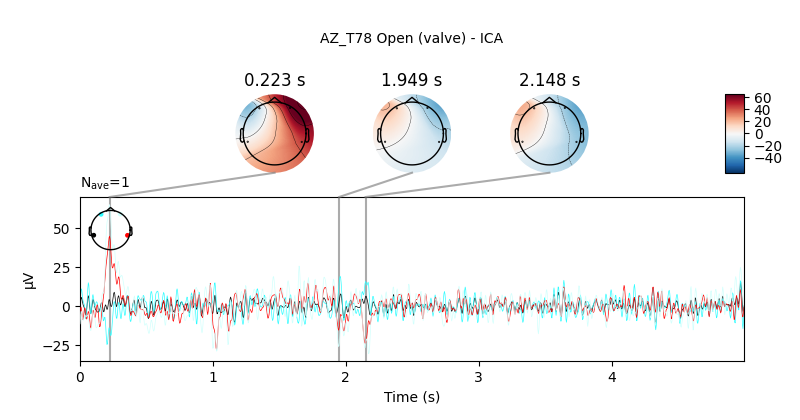 AZ_T78 Open (valve) - ICA
0.223 s 1.949 s 2.148 s
60
40
20
0
−20
−40
Nave=1
50
25
0
−25
µV
0 1 2 3 4
Time (s)